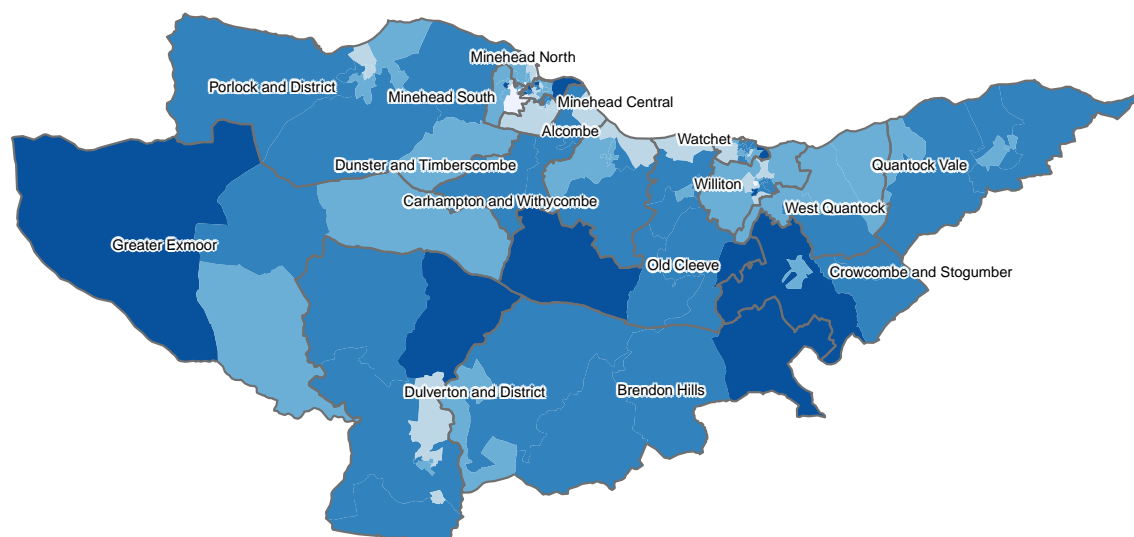 Minehead North
Porlock and District
Minehead South
Minehead Central
Alcombe
Watchet
Dunster and Timberscombe
Quantock Vale
Williton
Carhampton and Withycombe
West Quantock
Greater Exmoor
Old Cleeve
Crowcombe and Stogumber
Dulverton and District
Brendon Hills